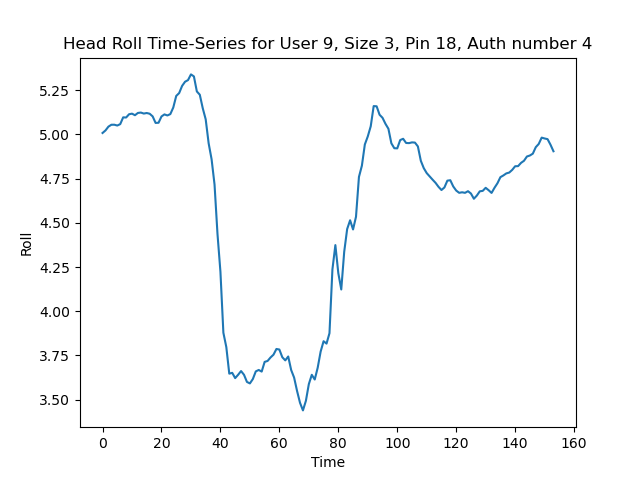 Head Roll Time-Series for User 9, Size 3, Pin 18, Auth number 4
5.25
5.00
4.75
4.50
4.25
4.00
3.75
3.50
Roll
0 20 40 60 80 100 120 140 160
Time